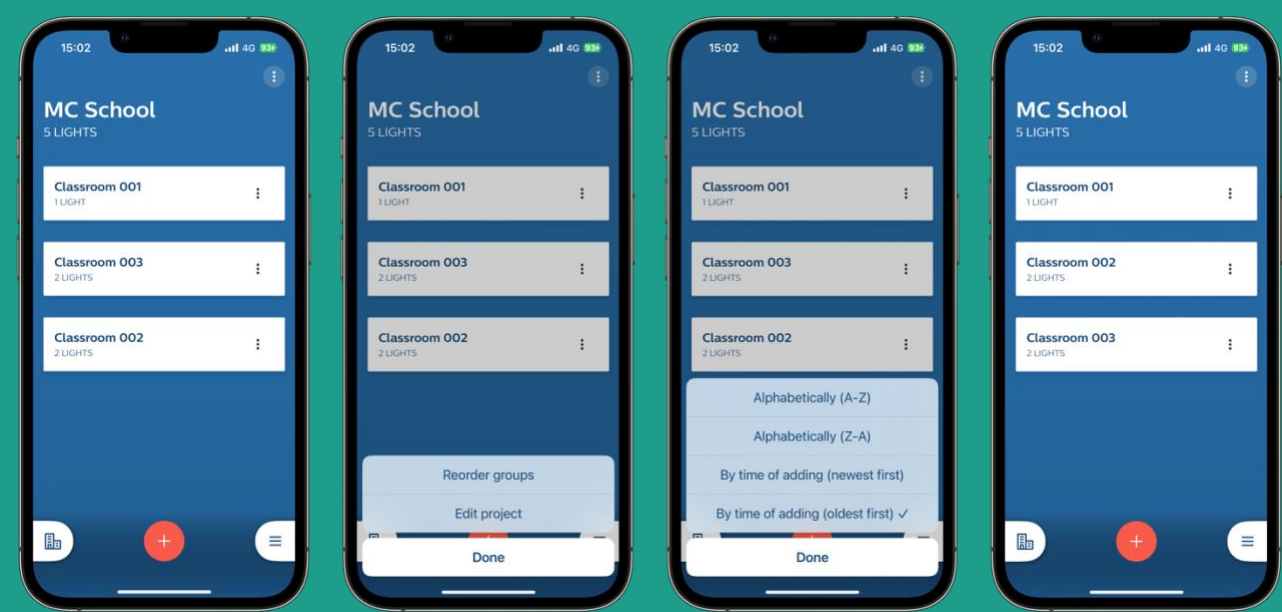 15:02
4G 93+
MC School
5 LIGHTS
Classroom 001
1 LIGHT
Classroom 003
2 LIGHTS
Classroom 002
2 LIGHTS
15:02
4G 93+
MC School
5 LIGHTS
Classroom 001
1 LIGHT
Classroom 003
2 LIGHTS
Classroom 002
2 LIGHTS
Reorder groups
Edit project
Done
15:02
4G 93+
MC School
5 LIGHTS
Classroom 001
1 LIGHT
Classroom 003
2 LIGHTS
Classroom 002
2 LIGHTS
Alphabetically (A-Z)
Alphabetically (Z-A)
By time of adding (newest first)
By time of adding (oldest first) ✓
Done
15:02
4G 93+
MC School
5 LIGHTS
Classroom 001
1 LIGHT
Classroom 002
2 LIGHTS
Classroom 003
2 LIGHTS